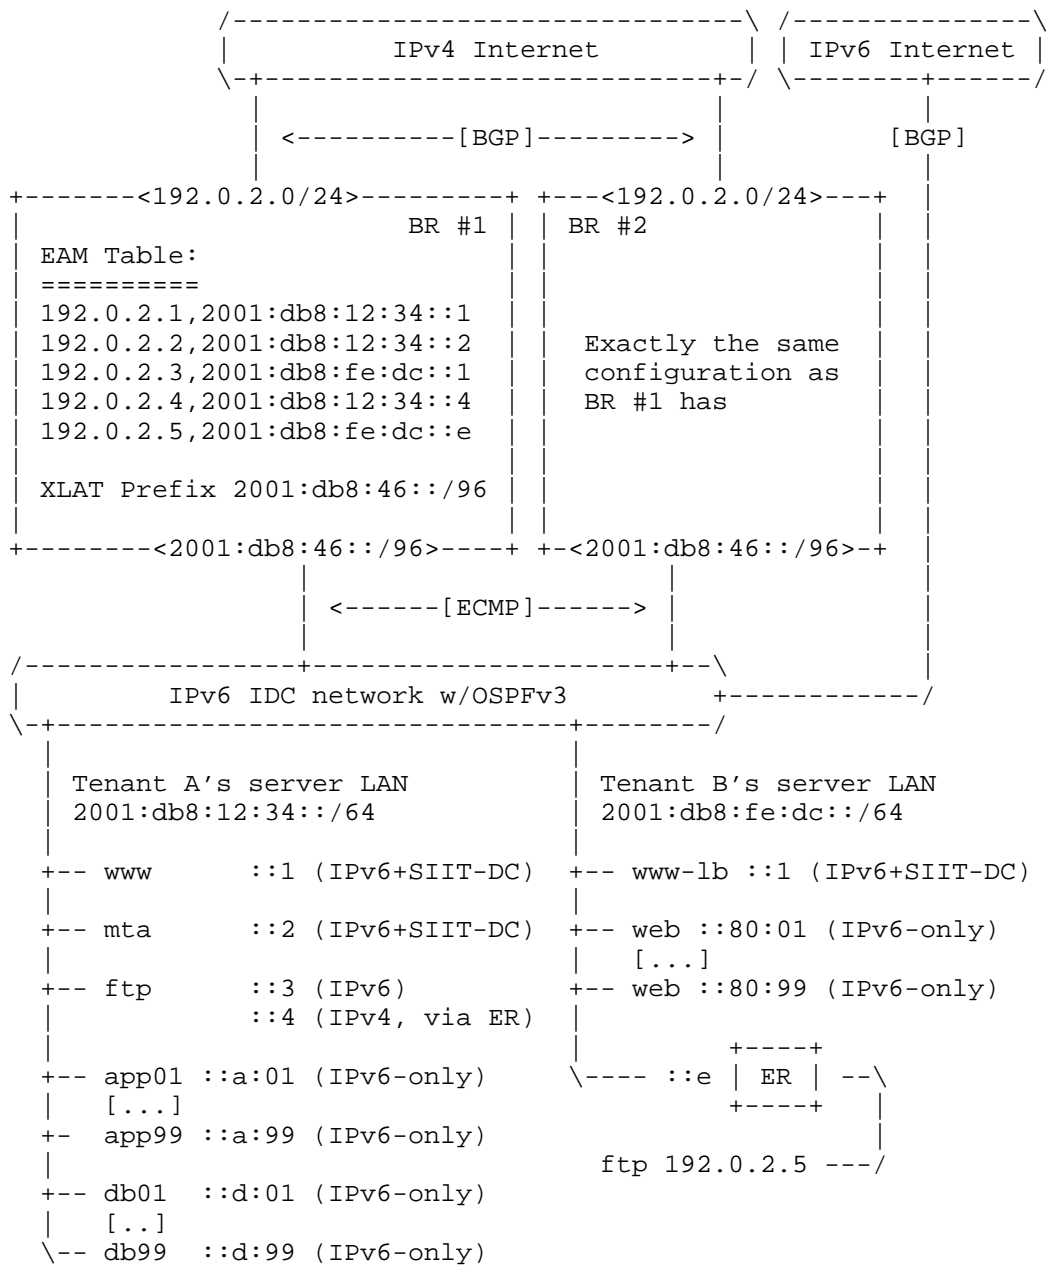 /--------------------------------\ /---------------\
|          IPv4 Internet         | | IPv6 Internet |
\-+----------------------------+-/ \--------+------/
|                            |            |
| <----------[BGP]---------> |          [BGP]
|                            |            |
+-------<192.0.2.0/24>---------+ +---<192.0.2.0/24>---+   |
|                        BR #1 | | BR #2              |   |
| EAM Table:                   | |                    |   |
| ==========                   | |                    |   |
| 192.0.2.1,2001:db8:12:34::1  | |                    |   |
| 192.0.2.2,2001:db8:12:34::2  | |  Exactly the same  |   |
| 192.0.2.3,2001:db8:fe:dc::1  | |  configuration as  |   |
| 192.0.2.4,2001:db8:12:34::4  | |  BR #1 has         |   |
| 192.0.2.5,2001:db8:fe:dc::e  | |                    |   |
|                              | |                    |   |
| XLAT Prefix 2001:db8:46::/96 | |                    |   |
|                              | |                    |   |
+--------<2001:db8:46::/96>----+ +-<2001:db8:46::/96>-+   |
|                      |                |
| <------[ECMP]------> |                |
|                      |                |
/-----------------+----------------------+--\             |
|         IPv6 IDC network w/OSPFv3         +------------/
\-+--------------------------------+--------/
|                                |
| Tenant A's server LAN          | Tenant B's server LAN
| 2001:db8:12:34::/64            | 2001:db8:fe:dc::/64
|                                |
+-- www      ::1 (IPv6+SIIT-DC)  +-- www-lb ::1 (IPv6+SIIT-DC)
|                                |
+-- mta      ::2 (IPv6+SIIT-DC)  +-- web ::80:01 (IPv6-only)
|                                |   [...]
+-- ftp      ::3 (IPv6)          +-- web ::80:99 (IPv6-only)
|            ::4 (IPv4, via ER)  |
|                                |         +----+
+-- app01 ::a:01 (IPv6-only)     \---- ::e | ER | --\
|   [...]                                  +----+   |
+-  app99 ::a:99 (IPv6-only)                        |
|                                  ftp 192.0.2.5 ---/
+-- db01  ::d:01 (IPv6-only)
|   [..]
\-- db99  ::d:99 (IPv6-only)